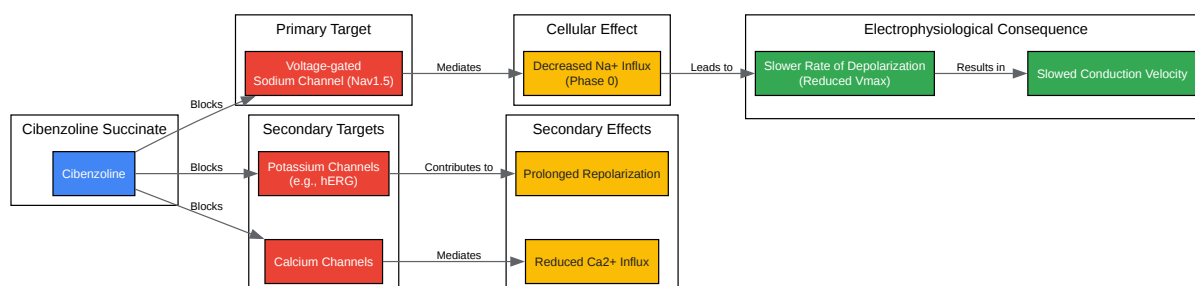 Primary Target
Cellular Effect
Electrophysiological Consequence
Voltage-gated
Sodium Channel (Nav1.5)
Mediates
Decreased Na+ Influx
(Phase 0)
Leads to
Slower Rate of Depolarization
(Reduced Vmax)
Results in
Slowed Conduction Velocity
Blocks
Cibenzoline Succinate
Secondary Targets
Secondary Effects
Cibenzoline
Blocks
Potassium Channels
(e.g., hERG)
Contributes to
Prolonged Repolarization
Blocks
Calcium Channels
Mediates
Reduced Ca2+ Influx